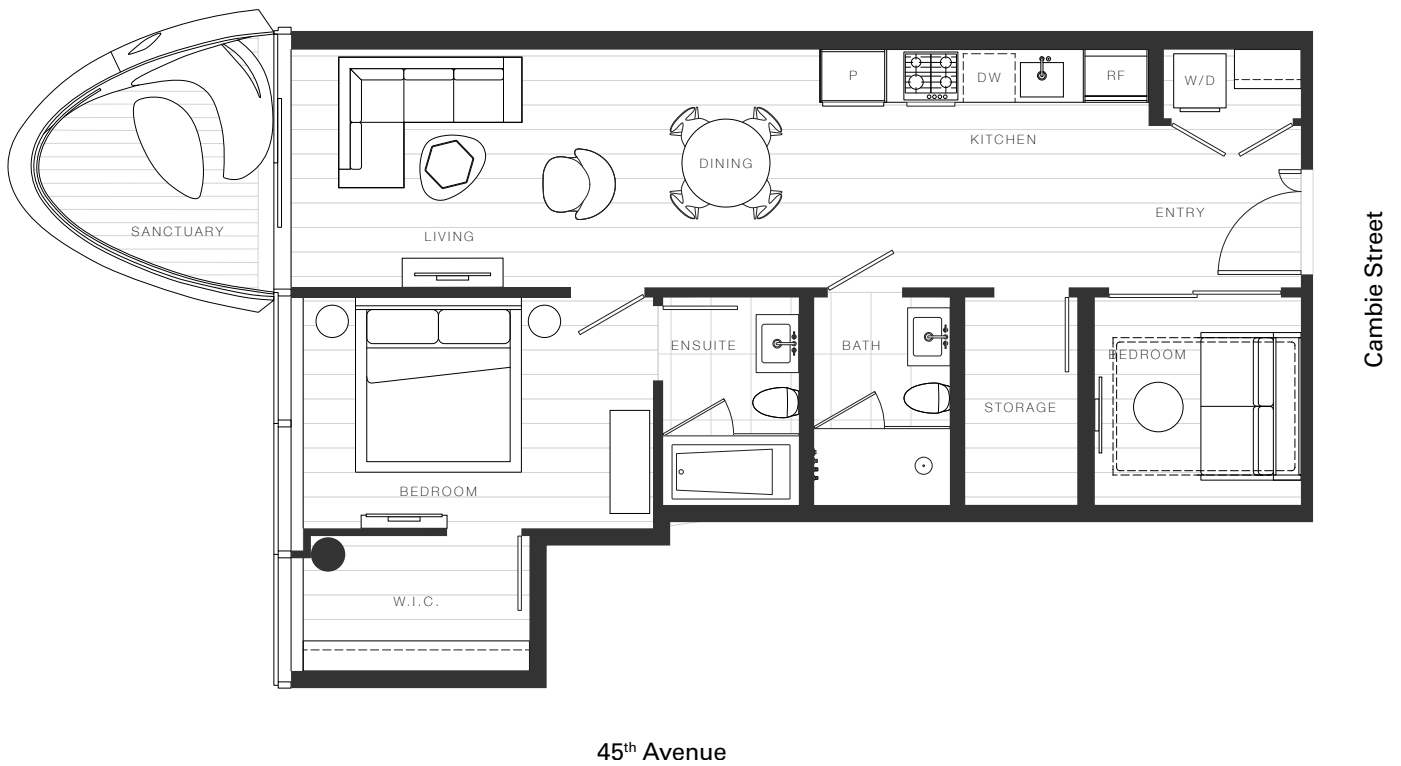 P
DW
RF
W/D
KITCHEN
DINING
ENTRY
SANCTUARY
LIVING
Cambie Street
ENSUITE
BATH
BEDROOM
STORAGE
BEDROOM
W.I.C.
45th Avenue